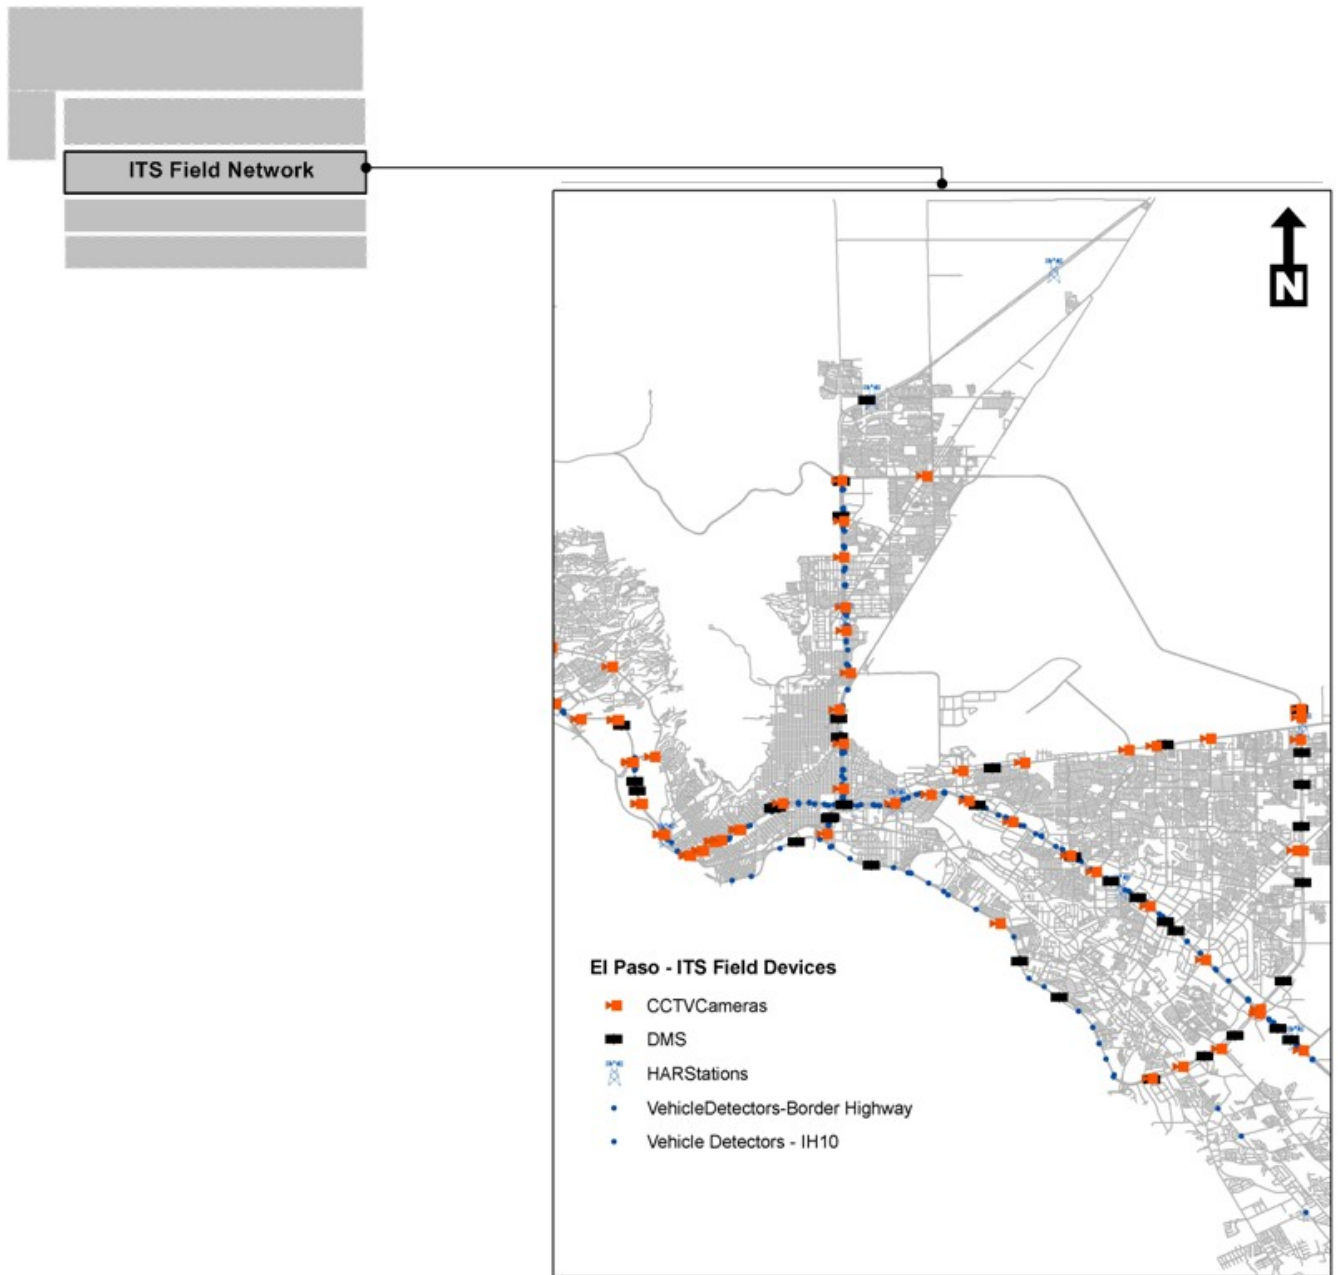 ITS Field Network
N
El Paso - ITS Field Devices
CCTVCameras
DMS
HARStations
VehicleDetectors-Border Highway
Vehicle Detectors - IH10